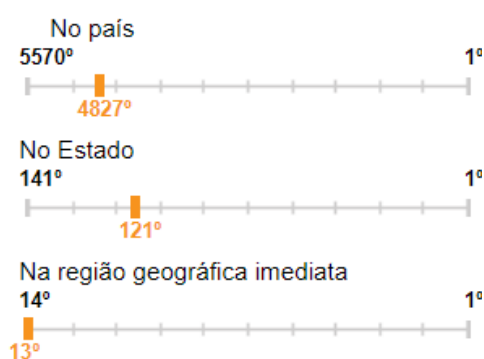 No país
5570º 1º
4827º
No Estado
141º 1º
121º
Na região geográfica imediata
14º 1º
13º